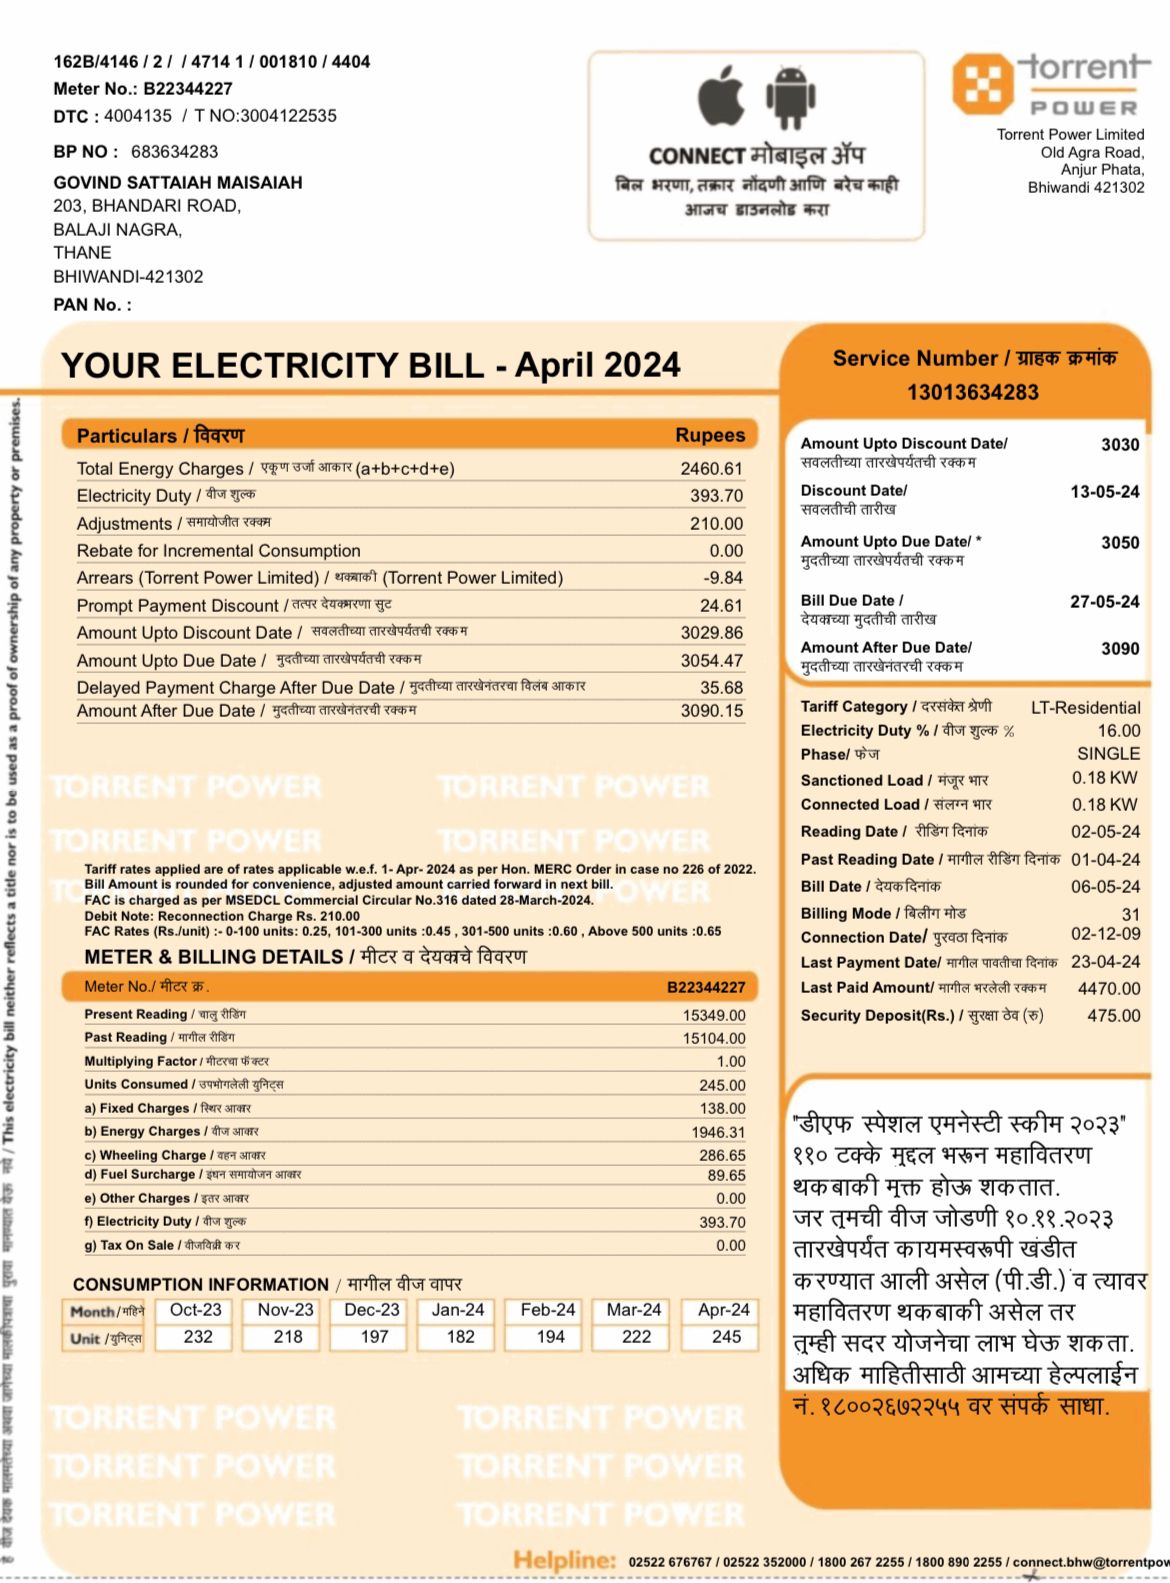 162B/4146 / 2 / / 4714 1 / 001810 / 4404
Meter No.: B22344227
DTC : 4004135 / T NO:3004122535
BP NO : 683634283
GOVIND SATTAIAH MAISAIAH
203, BHANDARI ROAD,
BALAJI NAGRA,
THANE
BHIWANDI-421302
PAN No. :
CONNECT मोबाइल ॲप
बिल भरणा, तक्रार नोंदणी आणि बरेच काही
आजच डाउनलोड करा
torrent
POWER
Torrent Power Limited
Old Agra Road,
Anjur Phata,
Bhiwandi 421302
YOUR ELECTRICITY BILL - April 2024
Service Number / ग्राहक क्रमांक
13013634283
Particulars / विवरण Rupees
Total Energy Charges / एकूण उर्जा आकार (a+b+c+d+e) 2460.61
Electricity Duty / वीज शुल्क 393.70
Adjustments / समायोजीत रक्कम 210.00
Rebate for Incremental Consumption 0.00
Arrears (Torrent Power Limited) / थकबाकी (Torrent Power Limited) -9.84
Prompt Payment Discount / तत्पर देयक भरणा सुट 24.61
Amount Upto Discount Date / सवलतीच्या तारखेपर्यंतची रक्कम 3029.86
Amount Upto Due Date / मुदतीच्या तारखेपर्यंतची रक्कम 3054.47
Delayed Payment Charge After Due Date / मुदतीच्या तारखेनंतरचा विलंब आकार 35.68
Amount After Due Date / मुदतीच्या तारखेनंतरची रक्कम 3090.15
Amount Upto Discount Date/ 3030
सवलतीच्या तारखेपर्यंतची रक्कम
Discount Date/ 13-05-24
सवलतीची तारीख
Amount Upto Due Date/ * 3050
मुदतीच्या तारखेपर्यंतची रक्कम
Bill Due Date / 27-05-24
देयकाच्या मुदतीची तारीख
Amount After Due Date/ 3090
मुदतीच्या तारखेनंतरची रक्कम
Tariff Category / दरसंकेत श्रेणी LT-Residential
Electricity Duty % / वीज शुल्क % 16.00
Phase/ फेज SINGLE
Sanctioned Load / मंजूर भार 0.18 KW
Connected Load / संलग्न भार 0.18 KW
Reading Date / रीडिंग दिनांक 02-05-24
Past Reading Date / मागील रीडिंग दिनांक 01-04-24
Bill Date / देयक दिनांक 06-05-24
Billing Mode / बिलींग मोड 31
Connection Date/ पुरवठा दिनांक 02-12-09
Last Payment Date/ मागील पावतीचा दिनांक 23-04-24
Last Paid Amount/ मागील भरलेली रक्कम 4470.00
Security Deposit(Rs.) / सुरक्षा ठेव (रु) 475.00
TORRENT POWER TORRENT POWER
TORRENT POWER TORRENT POWER
TORRENT POWER TORRENT POWER
Tariff rates applied are of rates applicable w.e.f. 1- Apr- 2024 as per Hon. MERC Order in case no 226 of 2022.
Bill Amount is rounded for convenience, adjusted amount carried forward in next bill.
FAC is charged as per MSEDCL Commercial Circular No.316 dated 28-March-2024.
Debit Note: Reconnection Charge Rs. 210.00
FAC Rates (Rs./unit) :- 0-100 units: 0.25, 101-300 units :0.45 , 301-500 units :0.60 , Above 500 units :0.65
METER & BILLING DETAILS / मीटर व देयकाचे विवरण
Meter No./ मीटर क्र. B22344227
Present Reading / चालु रीडिंग 15349.00
Past Reading / मागील रीडिंग 15104.00
Multiplying Factor / मीटरचा फॅक्टर 1.00
Units Consumed / उपभोगलेली युनिट्स 245.00
a) Fixed Charges / स्थिर आकार 138.00
b) Energy Charges / वीज आकार 1946.31
c) Wheeling Charge / वहन आकार 286.65
d) Fuel Surcharge / इंधन समायोजन आकार 89.65
e) Other Charges / इतर आकार 0.00
f) Electricity Duty / वीज शुल्क 393.70
g) Tax On Sale / वीजविक्री कर 0.00
CONSUMPTION INFORMATION / मागील वीज वापर
Month/महिने Oct-23 Nov-23 Dec-23 Jan-24 Feb-24 Mar-24 Apr-24
Unit /युनिट्स 232 218 197 182 194 222 245
"डीएफ स्पेशल एमनेस्टी स्कीम २०२३"
११० टक्के मुद्दल भरून महावितरण
थकबाकी मुक्त होऊ शकतात.
जर तुमची वीज जोडणी १०.११.२०२३
तारखेपर्यंत कायमस्वरूपी खंडीत
करण्यात आली असेल (पी.डी.) व त्यावर
महावितरण थकबाकी असेल तर
तुम्ही सदर योजनेचा लाभ घेऊ शकता.
अधिक माहितीसाठी आमच्या हेल्पलाईन
नं. १८००२६७२२५५ वर संपर्क साधा.
TORRENT POWER TORRENT POWER
TORRENT POWER TORRENT POWER
TORRENT POWER TORRENT POWER
Helpline: 02522 676767 / 02522 352000 / 1800 267 2255 / 1800 890 2255 / connect.bhw@torrentpow
हे वीज देयक मालमत्तेच्या अथवा जागेच्या मालकीचा पुरावा मानण्यात येऊ नये / This electricity bill neither reflects a title nor is to be used as a proof of ownership of any property or premises.